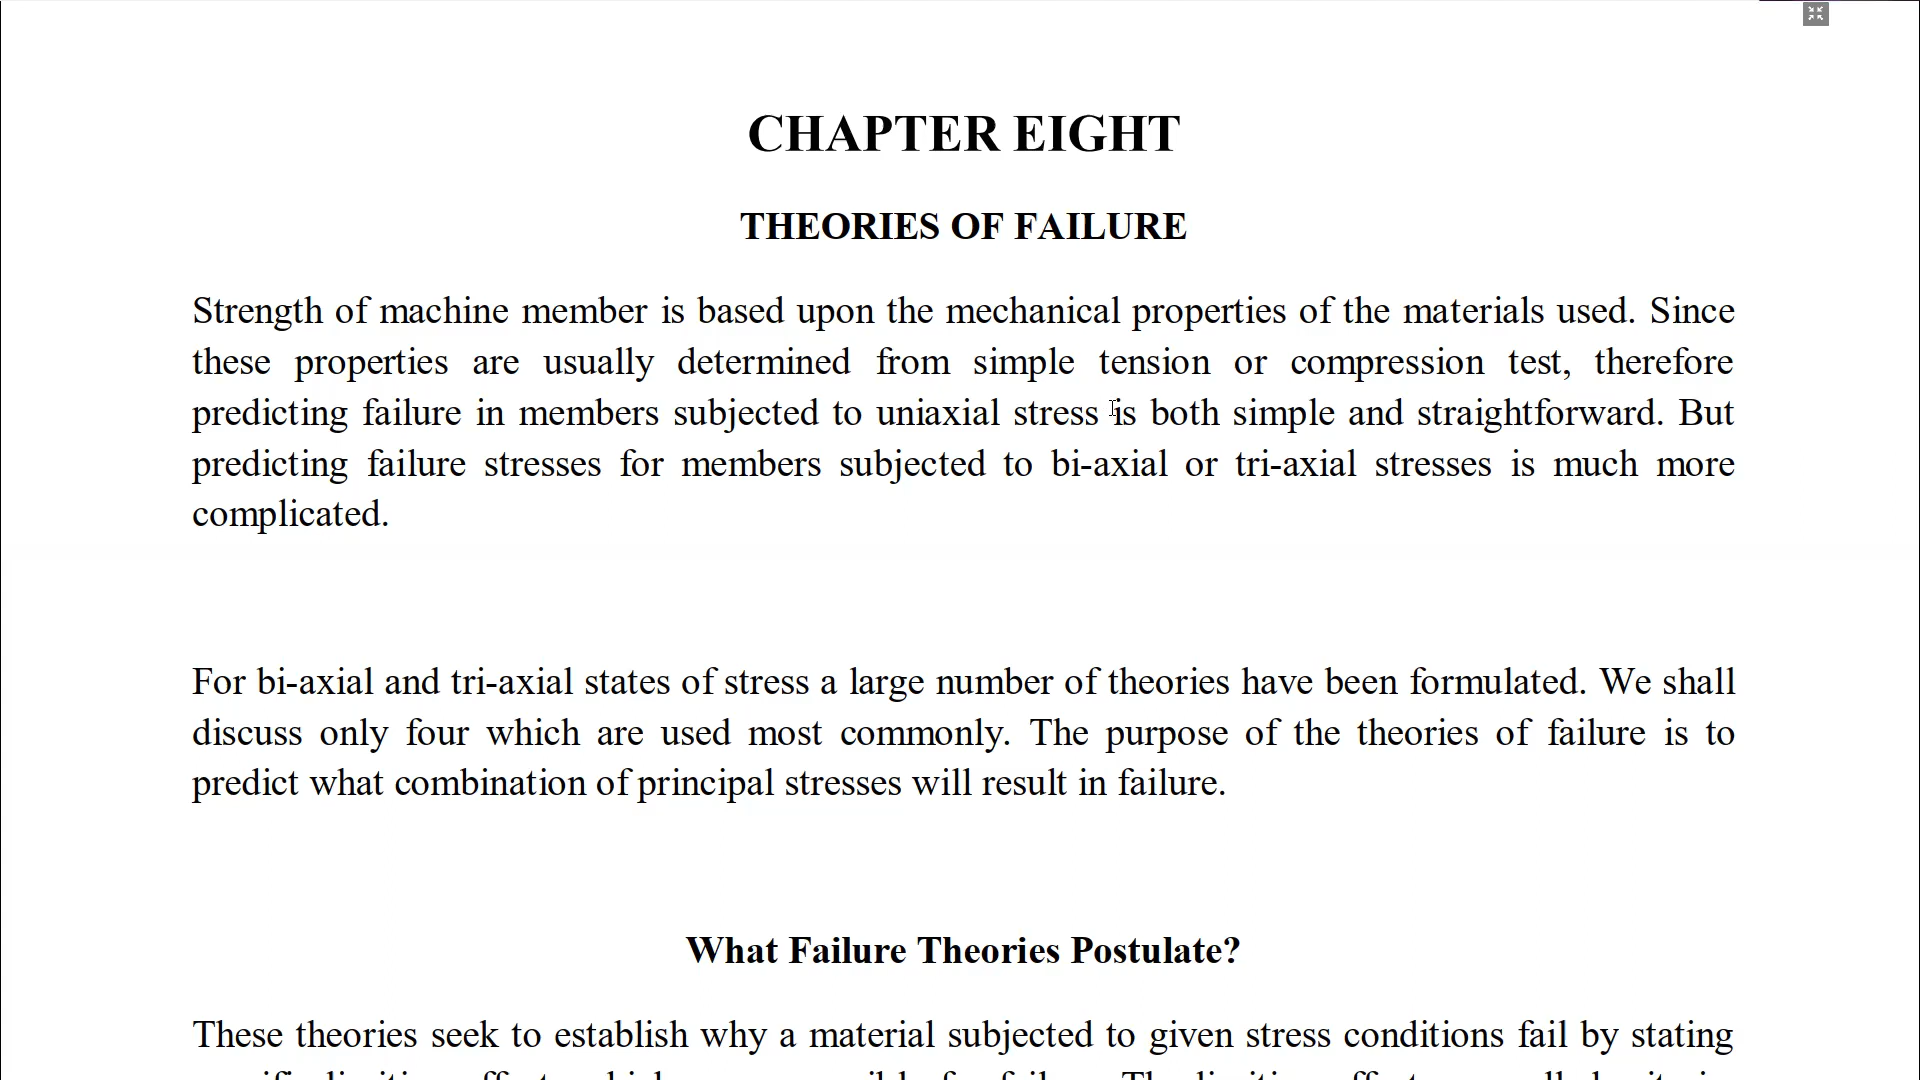 CHAPTER EIGHT
THEORIES OF FAILURE
Strength of machine member is based upon the mechanical properties of the materials used. Since
these properties are usually determined from simple tension or compression test, therefore
predicting failure in members subjected to uniaxial stress is both simple and straightforward. But
predicting failure stresses for members subjected to bi-axial or tri-axial stresses is much more
complicated.
For bi-axial and tri-axial states of stress a large number of theories have been formulated. We shall
discuss only four which are used most commonly. The purpose of the theories of failure is to
predict what combination of principal stresses will result in failure.
What Failure Theories Postulate?
These theories seek to establish why a material subjected to given stress conditions fail by stating